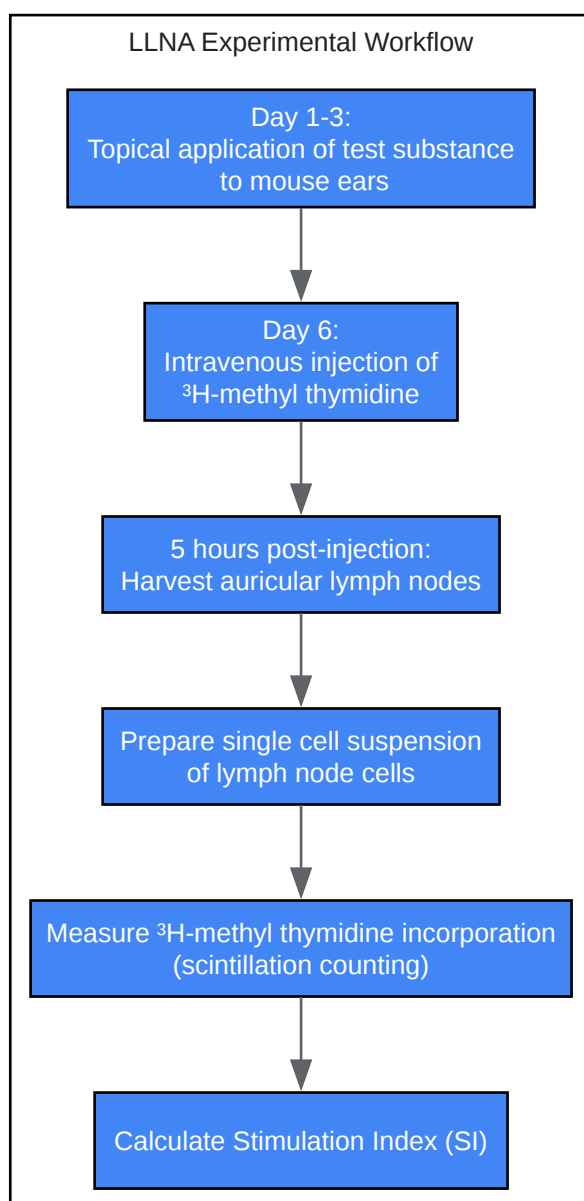 LLNA Experimental Workflow
Day 1-3:
Topical application of test substance
to mouse ears
Day 6:
Intravenous injection of
³H-methyl thymidine
5 hours post-injection:
Harvest auricular lymph nodes
Prepare single cell suspension
of lymph node cells
Measure ³H-methyl thymidine incorporation
(scintillation counting)
Calculate Stimulation Index (SI)